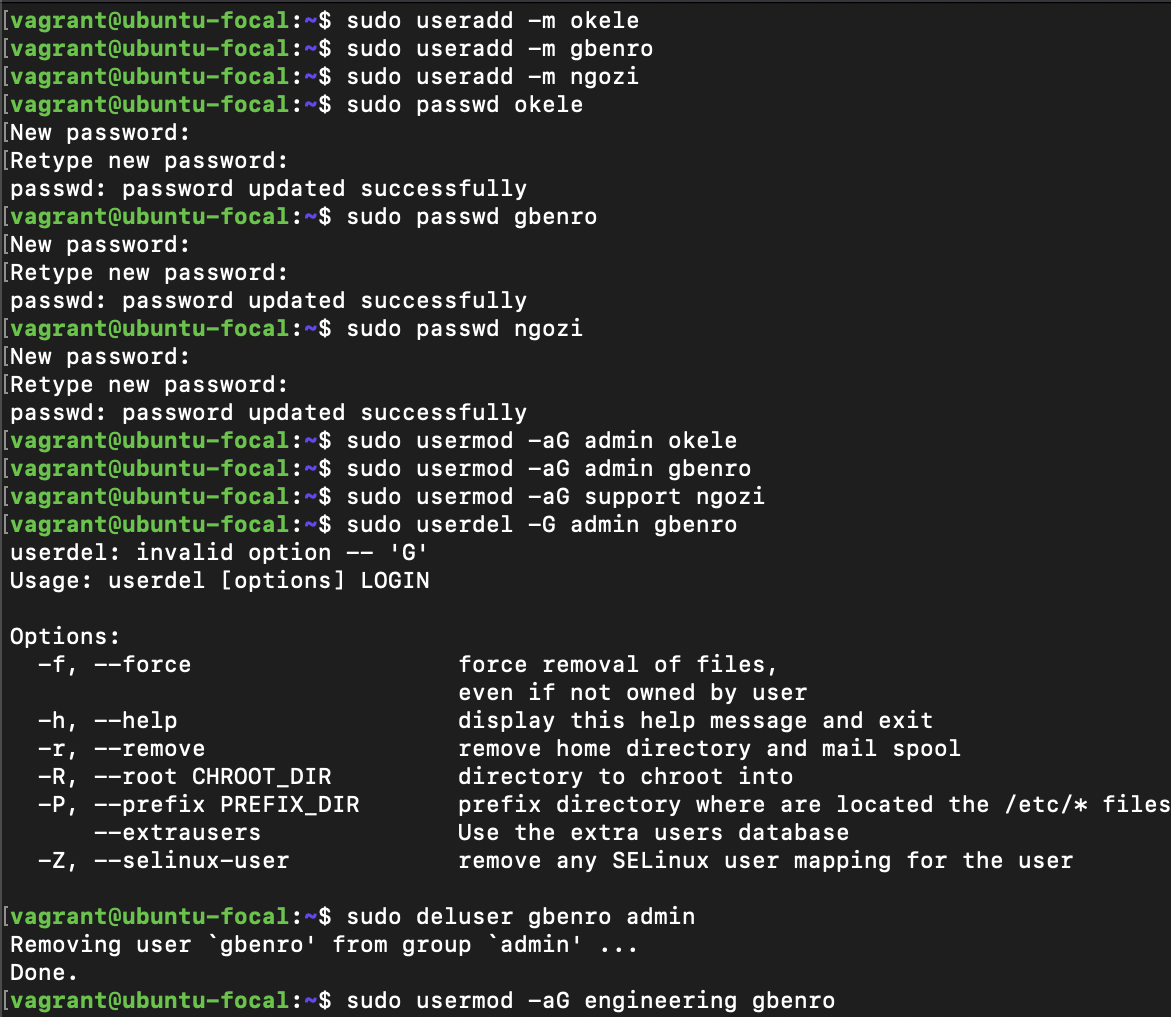 [vagrant@ubuntu-focal:~$ sudo useradd -m okele
[vagrant@ubuntu-focal:~$ sudo useradd -m gbenro
[vagrant@ubuntu-focal:~$ sudo useradd -m ngozi
[vagrant@ubuntu-focal:~$ sudo passwd okele
[New password:
[Retype new password:
passwd: password updated successfully
[vagrant@ubuntu-focal:~$ sudo passwd gbenro
[New password:
[Retype new password:
passwd: password updated successfully
[vagrant@ubuntu-focal:~$ sudo passwd ngozi
[New password:
[Retype new password:
passwd: password updated successfully
[vagrant@ubuntu-focal:~$ sudo usermod -aG admin okele
[vagrant@ubuntu-focal:~$ sudo usermod -aG admin gbenro
[vagrant@ubuntu-focal:~$ sudo usermod -aG support ngozi
[vagrant@ubuntu-focal:~$ sudo userdel -G admin gbenro
userdel: invalid option -- 'G'
Usage: userdel [options] LOGIN

Options:
  -f, --force                   force removal of files,
                                even if not owned by user
  -h, --help                    display this help message and exit
  -r, --remove                  remove home directory and mail spool
  -R, --root CHROOT_DIR         directory to chroot into
  -P, --prefix PREFIX_DIR       prefix directory where are located the /etc/* files
      --extrausers              Use the extra users database
  -Z, --selinux-user            remove any SELinux user mapping for the user

[vagrant@ubuntu-focal:~$ sudo deluser gbenro admin
Removing user `gbenro' from group `admin' ...
Done.
[vagrant@ubuntu-focal:~$ sudo usermod -aG engineering gbenro